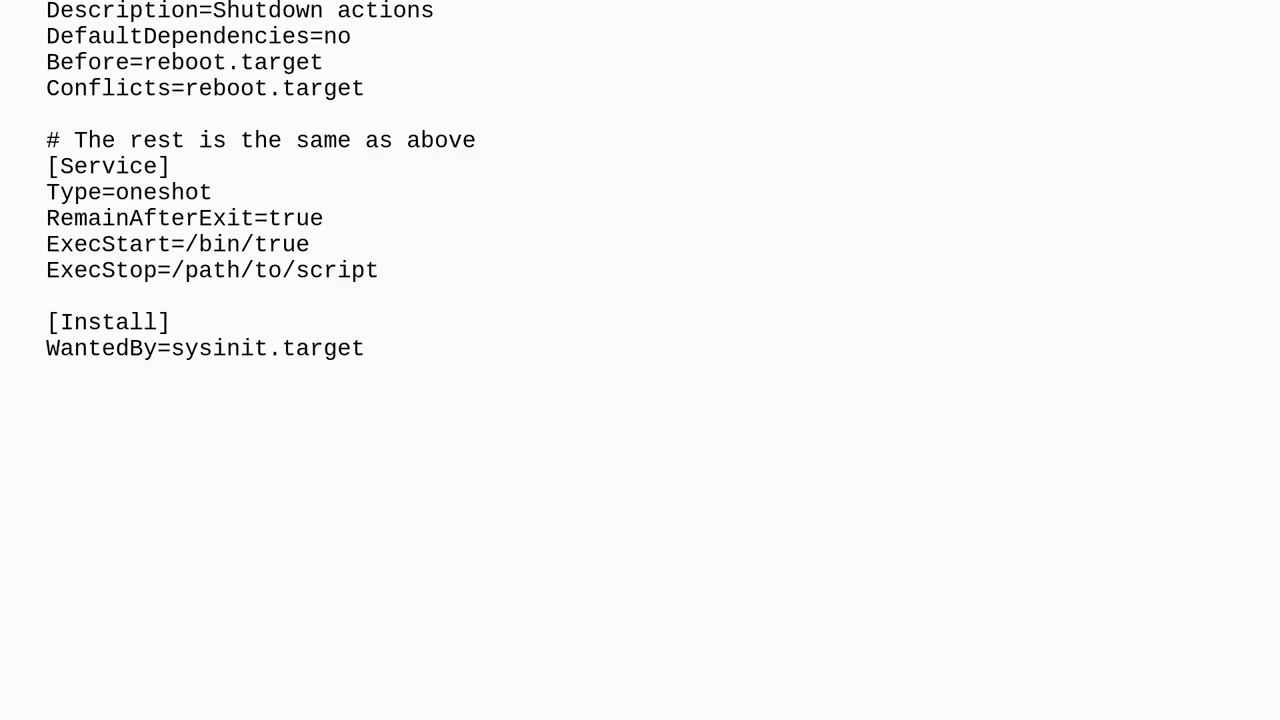 Description=Shutdown actions
DefaultDependencies=no
Before=reboot.target
Conflicts=reboot.target
# The rest is the same as above
[Service]
Type=oneshot
RemainAfterExit=true
ExecStart=/bin/true
ExecStop=/path/to/script
[Install]
WantedBy=sysinit.target